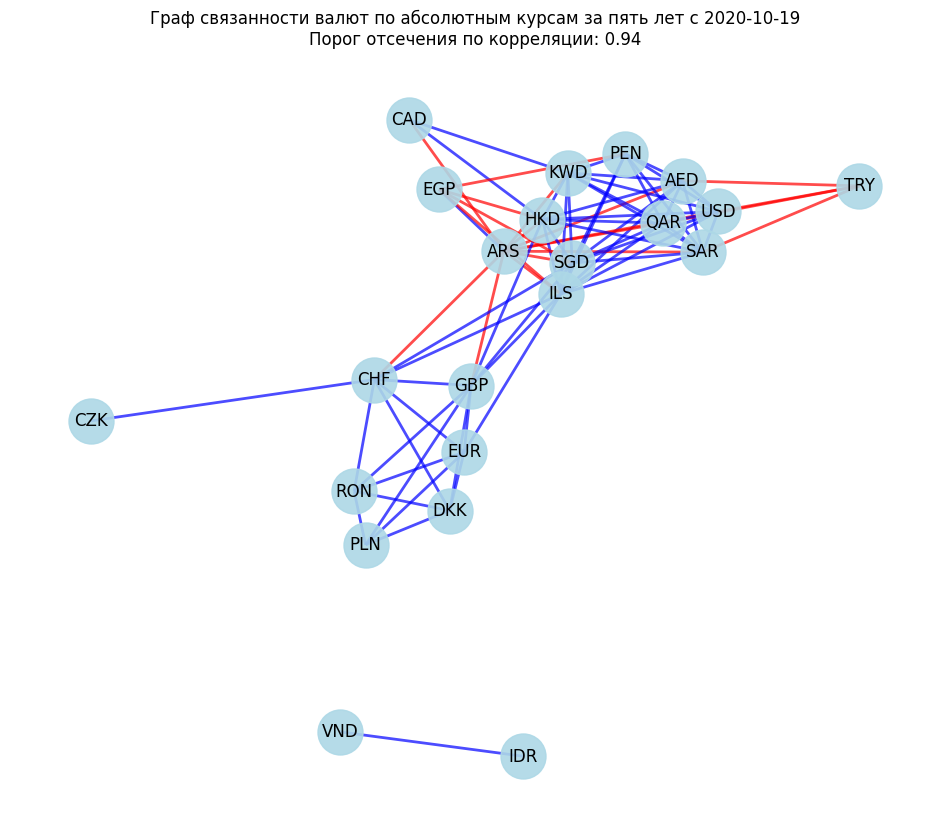 Граф связанности валют по абсолютным курсам за пять лет с 2020-10-19
Порог отсечения по корреляции: 0.94
CAD
PEN
KWD
AED
EGP
TRY
HKD
QAR
USD
ARS
SGD
SAR
ILS
CHF
GBP
CZK
EUR
RON
DKK
PLN
VND
IDR